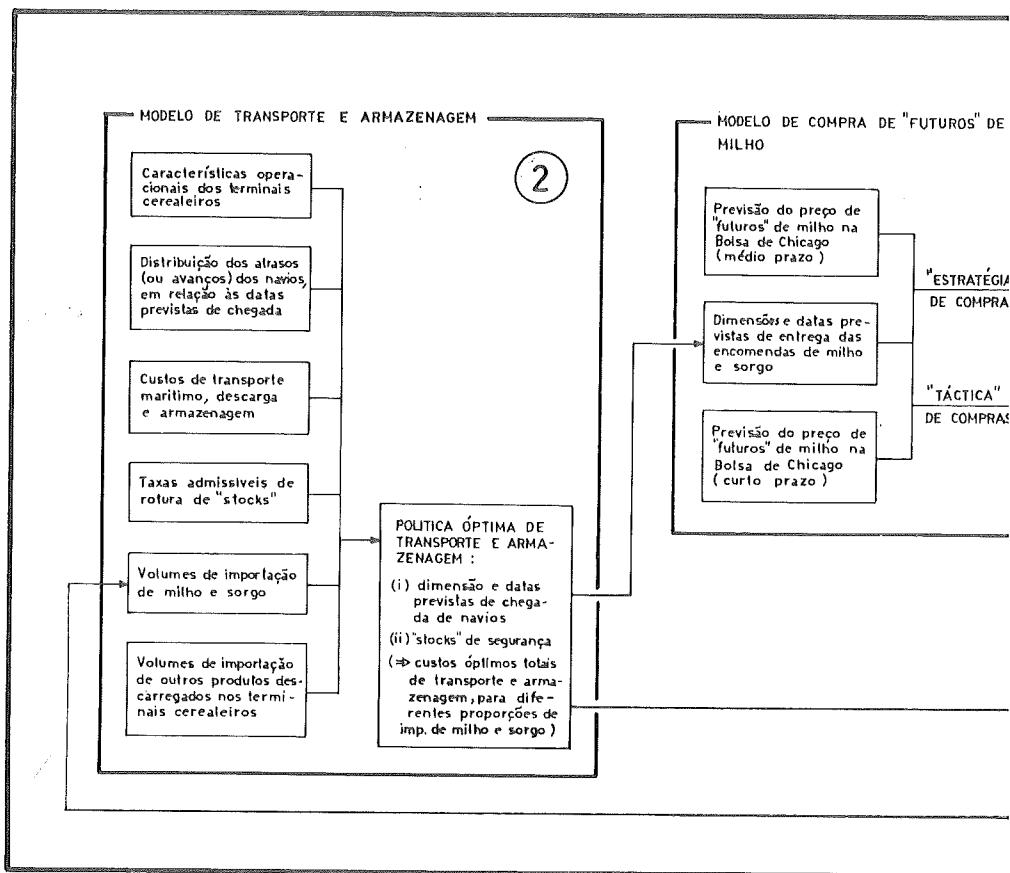 MODELO DE TRANSPORTE E ARMAZENAGEM
2
Características opera-
cionais dos terminais
cerealeiros
Distribuição dos atrasos
(ou avanços) dos navios,
em relação às datas
previstas de chegada
Custos de transporte
marítimo, descarga
e armazenagem
Taxas admissíveis de
rotura de "stocks"
Volumes de importação
de milho e sorgo
Volumes de importação
de outros produtos des-
carregados nos termi-
nais cerealeiros
POLITICA ÓPTIMA DE
TRANSPORTE E ARMA-
ZENAGEM :
(i) dimensão e datas
previstas de chega-
da de navios
(ii) "stocks" de segurança
(⇒ custos óptimos totais
de transporte e arma-
zenagem, para dife-
rentes proporções de
imp. de milho e sorgo )
MODELO DE COMPRA DE "FUTUROS" DE
MILHO
Previsão do preço de
"futuros" de milho na
Bolsa de Chicago
( médio prazo )
Dimensões e datas pre-
vistas de entrega das
encomendas de milho
e sorgo
Previsão do preço de
"futuros" de milho na
Bolsa de Chicago
( curto prazo )
"ESTRATÉGIA
DE COMPRA
"TÁCTICA"
DE COMPRAS